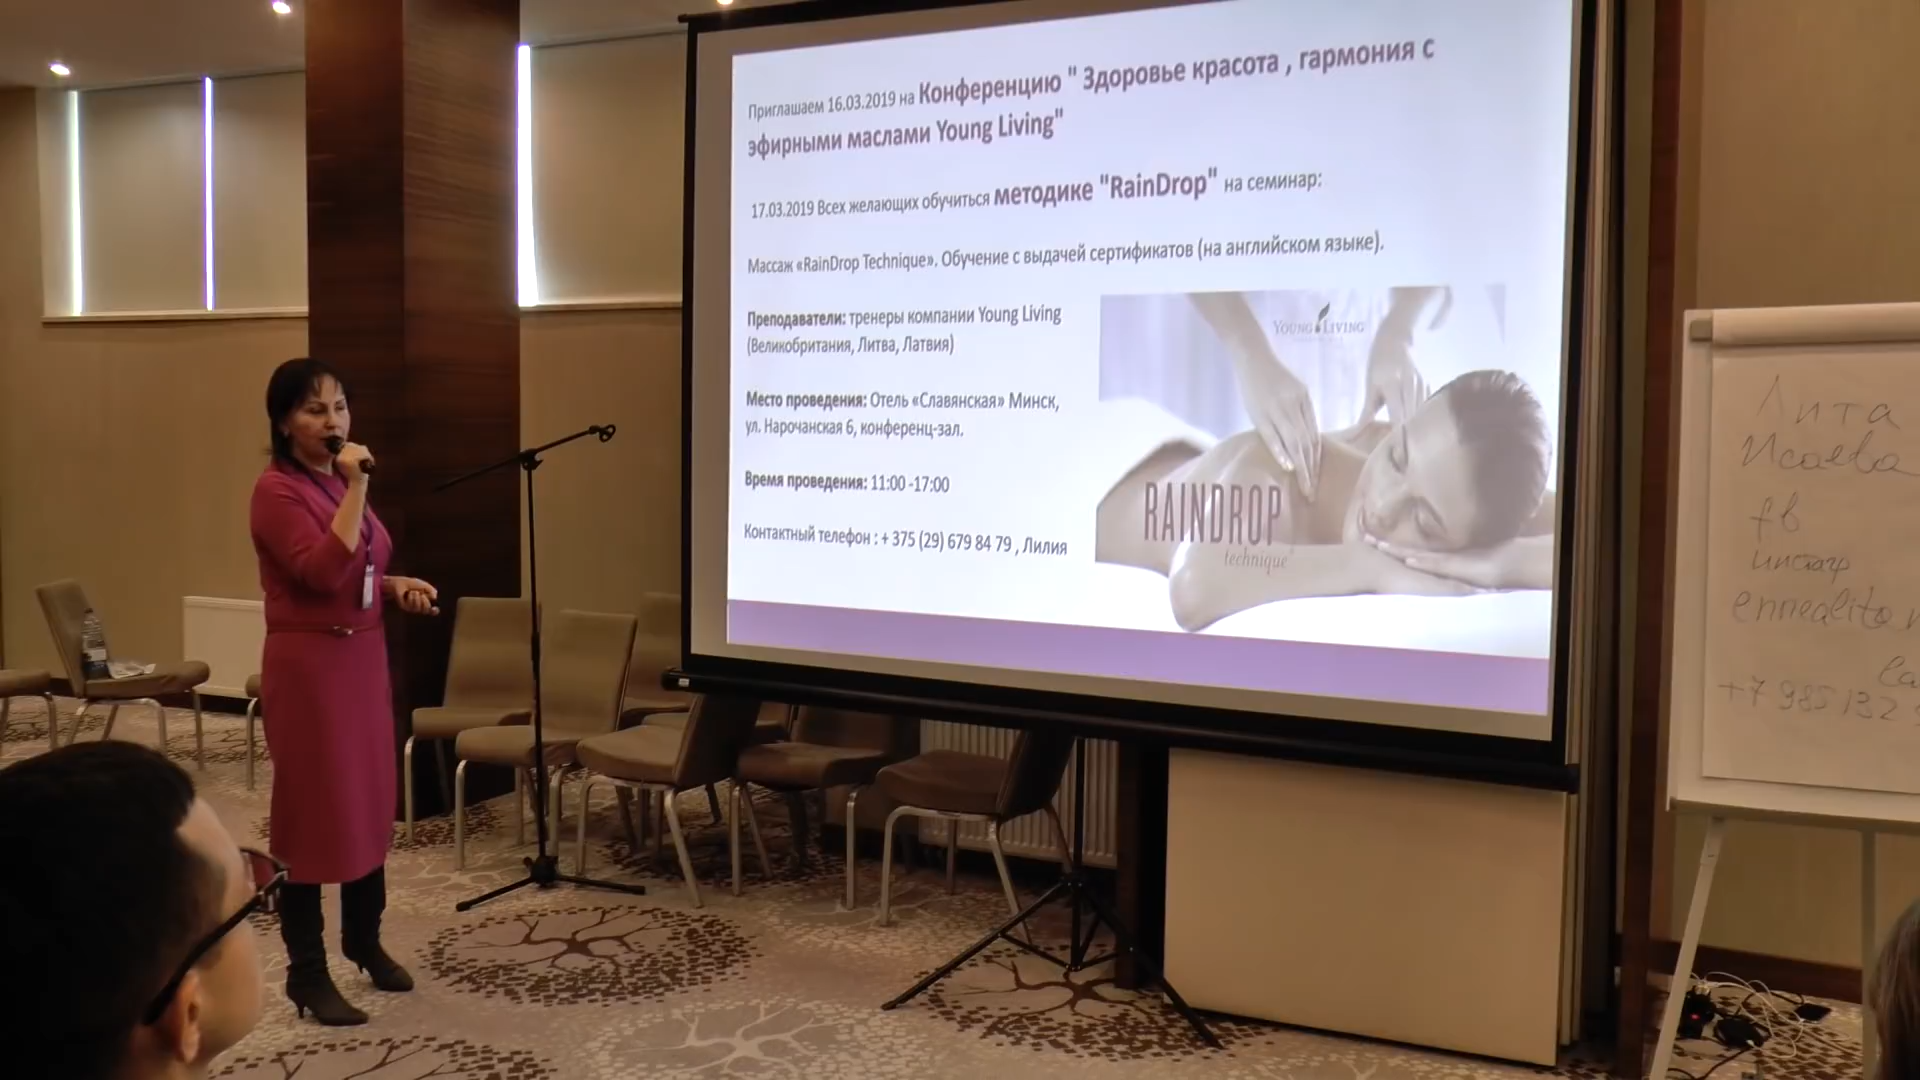 Приглашаем 16.03.2019 на Конференцию " Здоровье красота , гармония с
эфирными маслами Young Living"
17.03.2019 Всех желающих обучиться методике "RainDrop" на семинар:
Массаж «RainDrop Technique». Обучение с выдачей сертификатов (на английском языке).
Преподаватели: тренеры компании Young Living
(Великобритания, Литва, Латвия)
Место проведения: Отель «Славянская» Минск,
ул. Нарочанская 6, конференц-зал.
Время проведения: 11:00 -17:00
Контактный телефон : + 375 (29) 679 84 79 , Лилия
Young Living
RAINDROP
technique
Лита
Исаева
fb
инстагр
+7 985 132